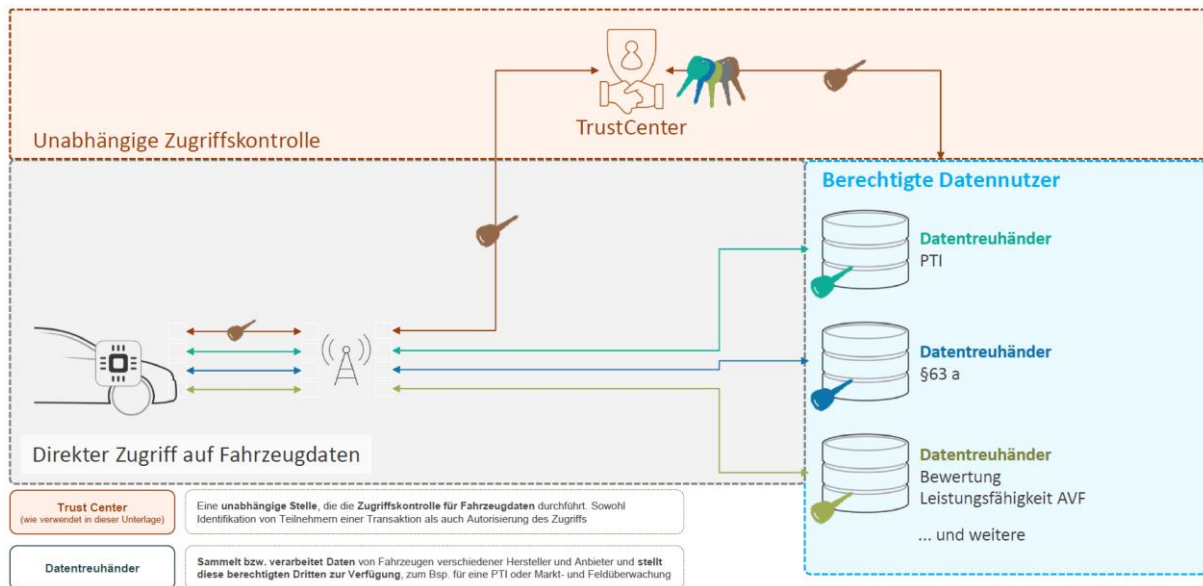 TrustCenter
Unabhängige Zugriffskontrolle
Berechtigte Datennutzer
Datentreuhänder
PTI
Datentreuhänder
§63 a
Direkter Zugriff auf Fahrzeugdaten
Datentreuhänder
Bewertung
Leistungsfähigkeit AVF
... und weitere
Trust Center
(wie verwendet in dieser Unterlage)
Eine unabhängige Stelle, die die Zugriffskontrolle für Fahrzeugdaten durchführt. Sowohl
Identifikation von Teilnehmern einer Transaktion als auch Autorisierung des Zugriffs
Datentreuhänder
Sammelt bzw. verarbeitet Daten von Fahrzeugen verschiedener Hersteller und Anbieter und stellt
diese berechtigten Dritten zur Verfügung, zum Bsp. für eine PTI oder Markt- und Feldüberwachung